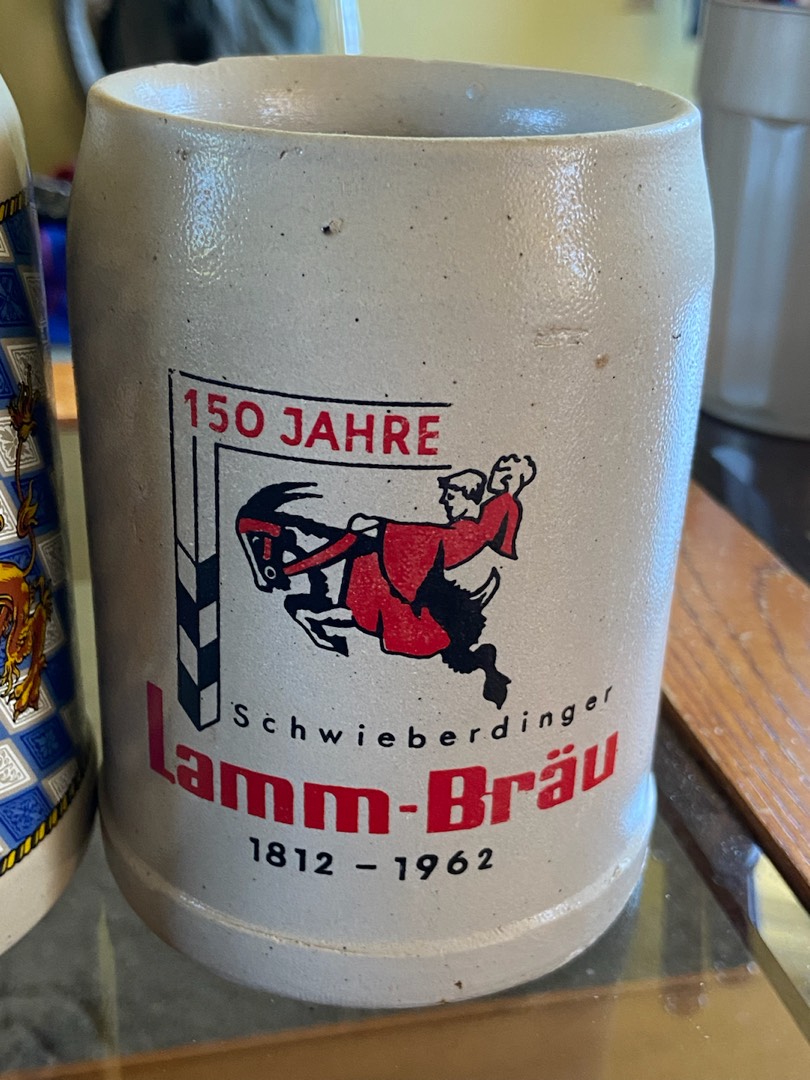 150 JAHRE
Schwieberdinger
Lamm-Bräu
1812 - 1962